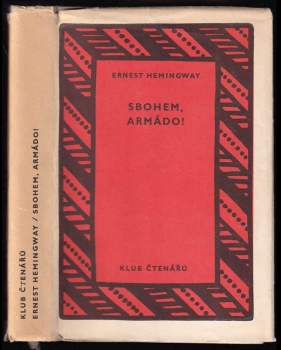 KLUB ČTENÁŘŮ
ERNEST HEMINGWAY / SBOHEM, ARMÁDO!
ERNEST HEMINGWAY
SBOHEM,
ARMÁDO!
KLUB ČTENÁŘŮ